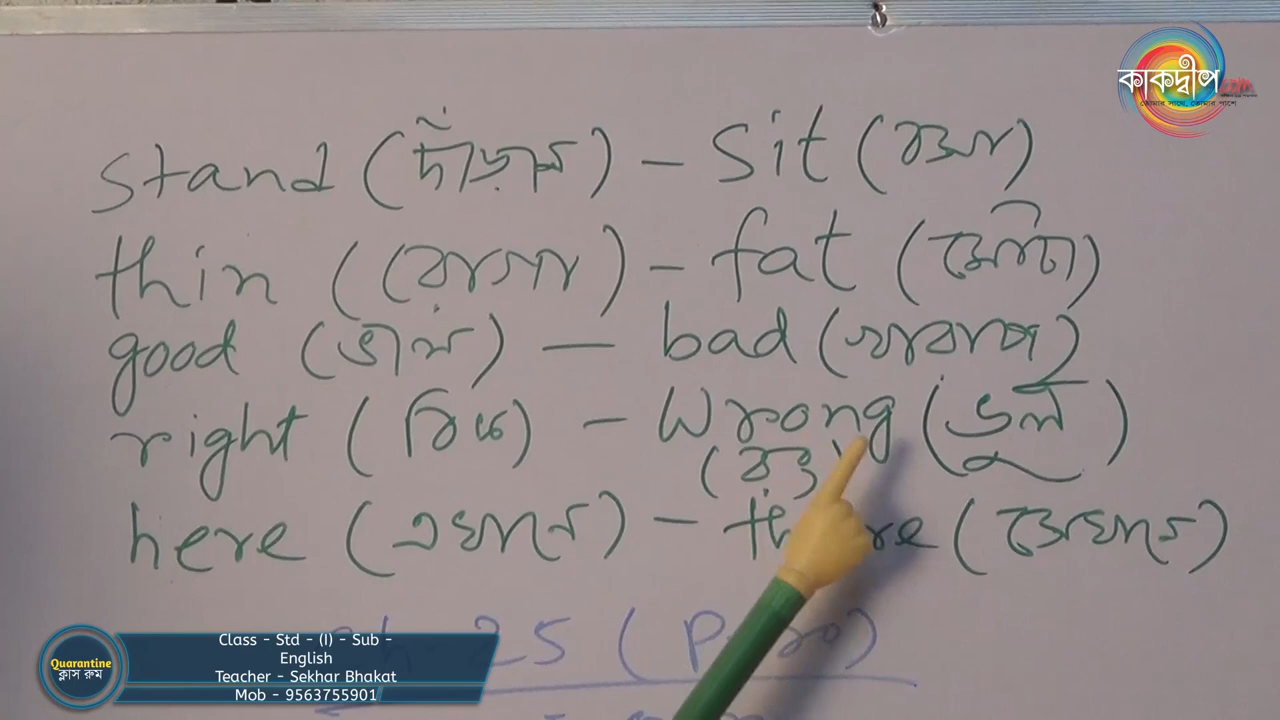 কাকদ্বীপ.com
তোমার সাথে, তোমার পাশে
Stand (দাঁড়ান) - Sit (বসা)
thin (রোগা) - fat (মোটা)
good (ভাল) - bad (খারাপ)
right (ঠিক) - Wrong (ভুল)
(রং)
here (এখানে) - there (সেখানে)
25 (
Class - Std - (I) - Sub -
English
Teacher - Sekhar Bhakat
Mob - 9563755901
Quarantine
ক্লাস রুম